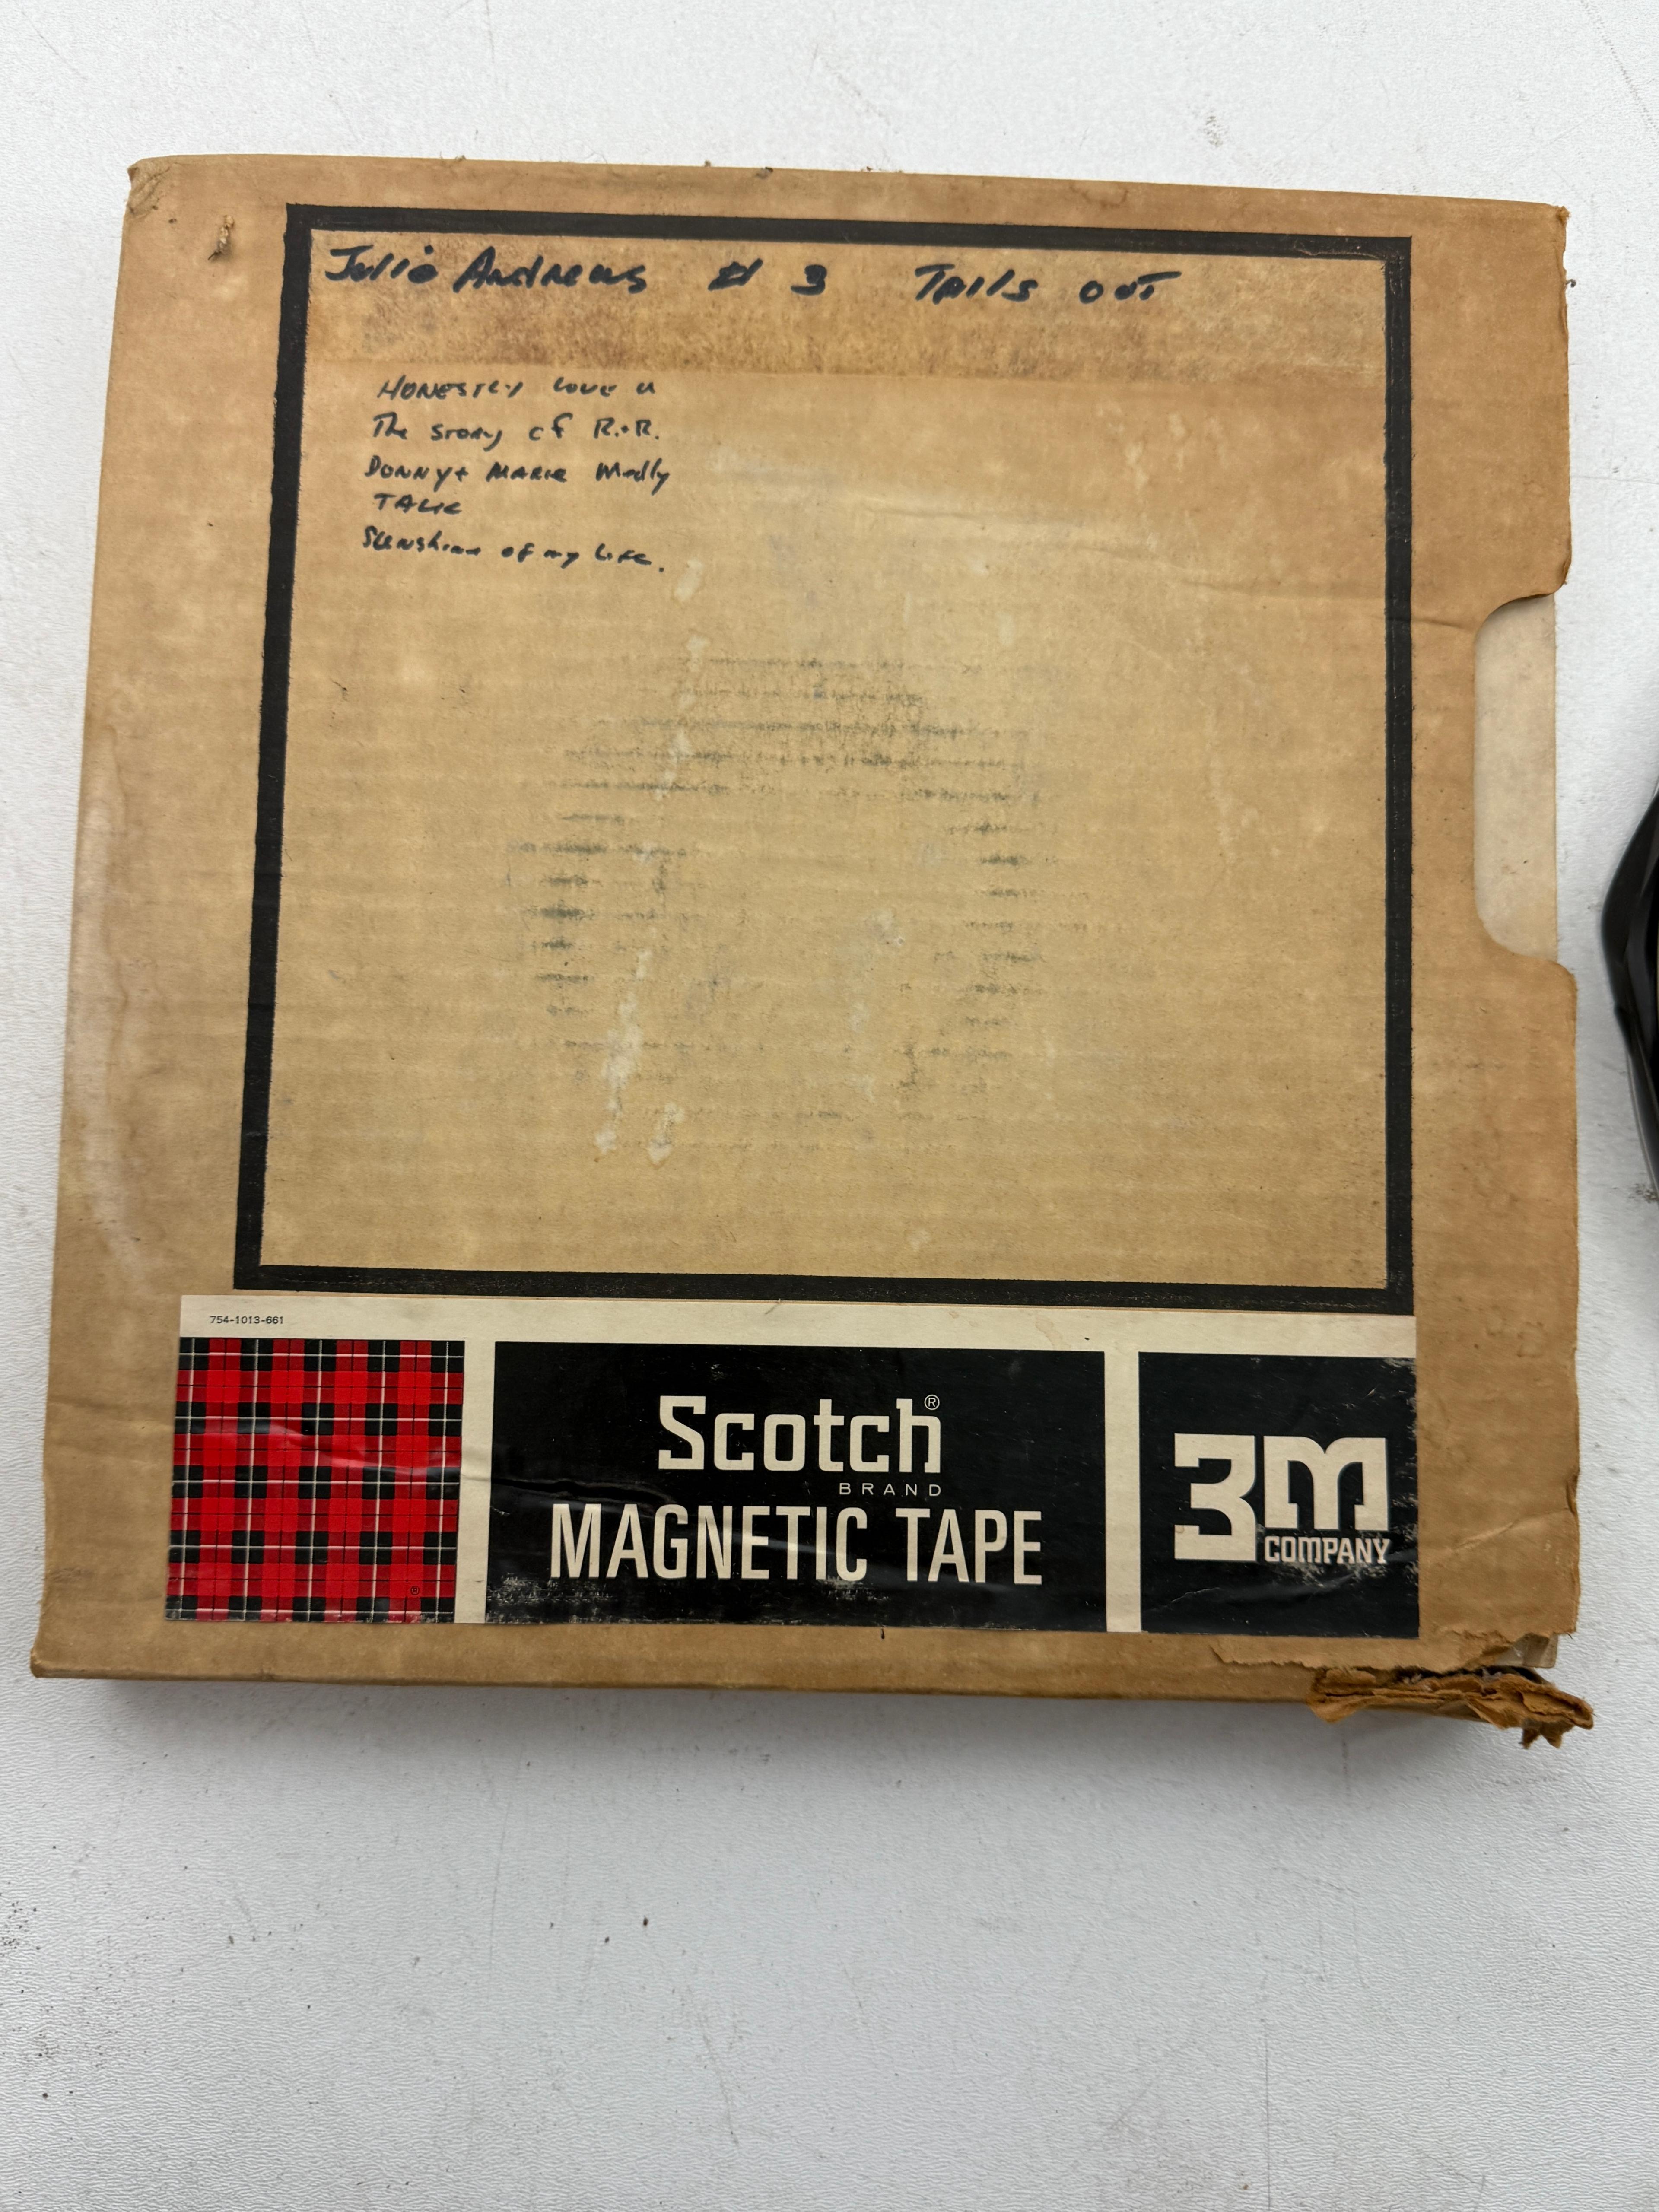 Julie Andrews # 3 Tails out
HONESTLY Love u
The story of R.+R.
DONNY+ MARIE Medly
TALK
Sunshine of my Life.
754-1013-661
Scotch®
BRAND
MAGNETIC TAPE
3M
COMPANY
®